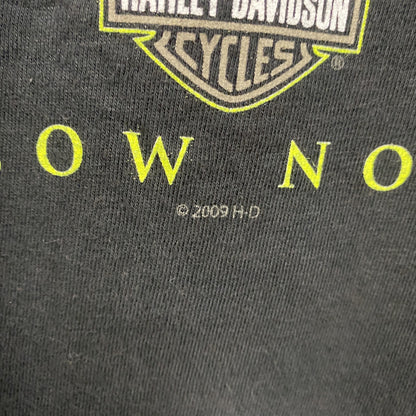 HARLEY-DAVIDSON
CYCLES
®
OW NO
© 2009 H-D